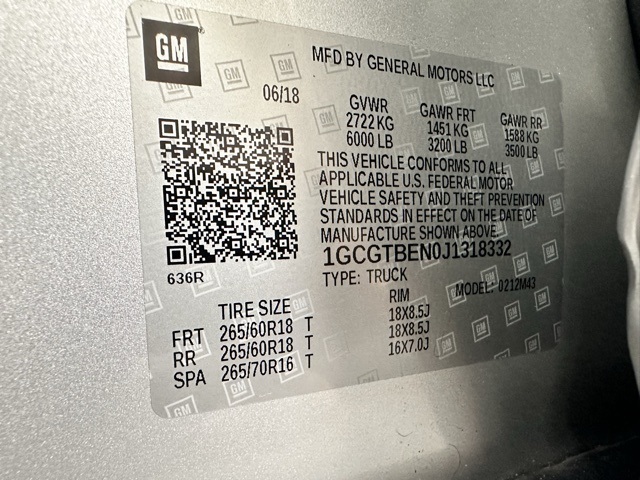 GM
MFD BY GENERAL MOTORS LLC
06/18
GVWR GAWR FRT GAWR RR
2722 KG 1451 KG 1588 KG
6000 LB 3200 LB 3500 LB
THIS VEHICLE CONFORMS TO ALL
APPLICABLE U.S. FEDERAL MOTOR
VEHICLE SAFETY AND THEFT PREVENTION
STANDARDS IN EFFECT ON THE DATE OF
MANUFACTURE SHOWN ABOVE.
1GCGTBEN0J1318332
636R
TYPE: TRUCK MODEL: 0212M43
TIRE SIZE RIM
FRT 265/60R18 T 18X8.5J
RR 265/60R18 T 18X8.5J
SPA 265/70R16 T 16X7.0J